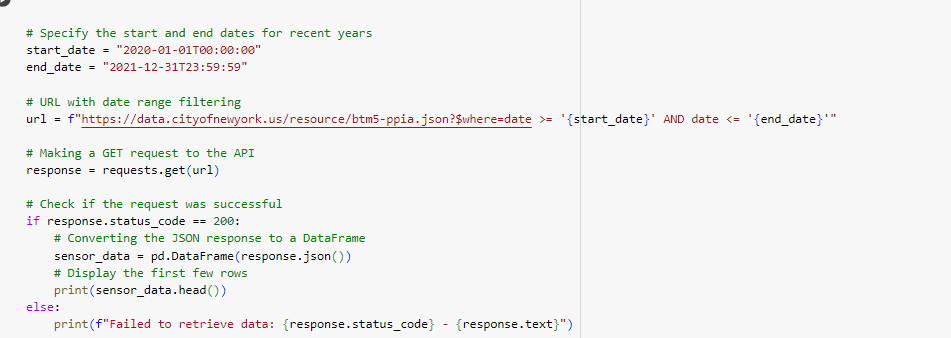 # Specify the start and end dates for recent years
start_date = "2020-01-01T00:00:00"
end_date = "2021-12-31T23:59:59"
# URL with date range filtering
url = f"https://data.cityofnewyork.us/resource/btm5-ppia.json?$where=date >= '{start_date}' AND date <= '{end_date}'"
# Making a GET request to the API
response = requests.get(url)
# Check if the request was successful
if response.status_code == 200:
    # Converting the JSON response to a DataFrame
    sensor_data = pd.DataFrame(response.json())
    # Display the first few rows
    print(sensor_data.head())
else:
    print(f"Failed to retrieve data: {response.status_code} - {response.text}")